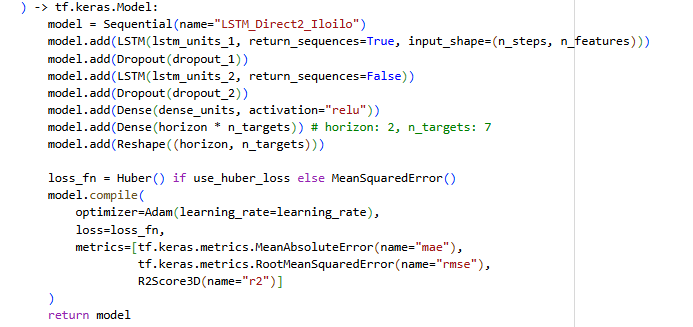 ) -> tf.keras.Model:
    model = Sequential(name="LSTM_Direct2_Iloilo")
    model.add(LSTM(lstm_units_1, return_sequences=True, input_shape=(n_steps, n_features)))
    model.add(Dropout(dropout_1))
    model.add(LSTM(lstm_units_2, return_sequences=False))
    model.add(Dropout(dropout_2))
    model.add(Dense(dense_units, activation="relu"))
    model.add(Dense(horizon * n_targets)) # horizon: 2, n_targets: 7
    model.add(Reshape((horizon, n_targets)))

    loss_fn = Huber() if use_huber_loss else MeanSquaredError()
    model.compile(
        optimizer=Adam(learning_rate=learning_rate),
        loss=loss_fn,
        metrics=[tf.keras.metrics.MeanAbsoluteError(name="mae"),
                 tf.keras.metrics.RootMeanSquaredError(name="rmse"),
                 R2Score3D(name="r2")]
    )
    return model